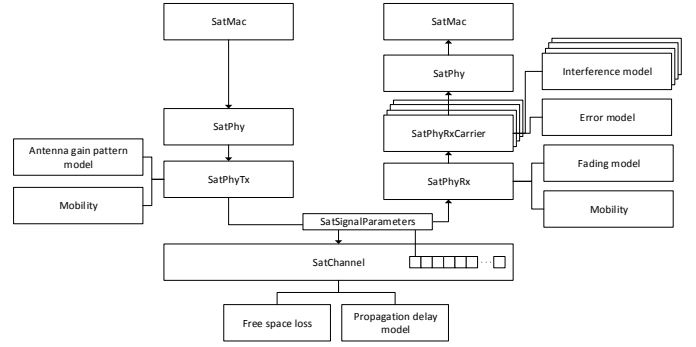 SatMac
SatMac
SatPhy
Interference model
SatPhy
SatPhyRxCarrier
Error model
Antenna gain pattern
model
SatPhyTx
SatPhyRx
Fading model
Mobility
Mobility
SatSignalParameters
SatChannel
...
Free space loss
Propagation delay
model